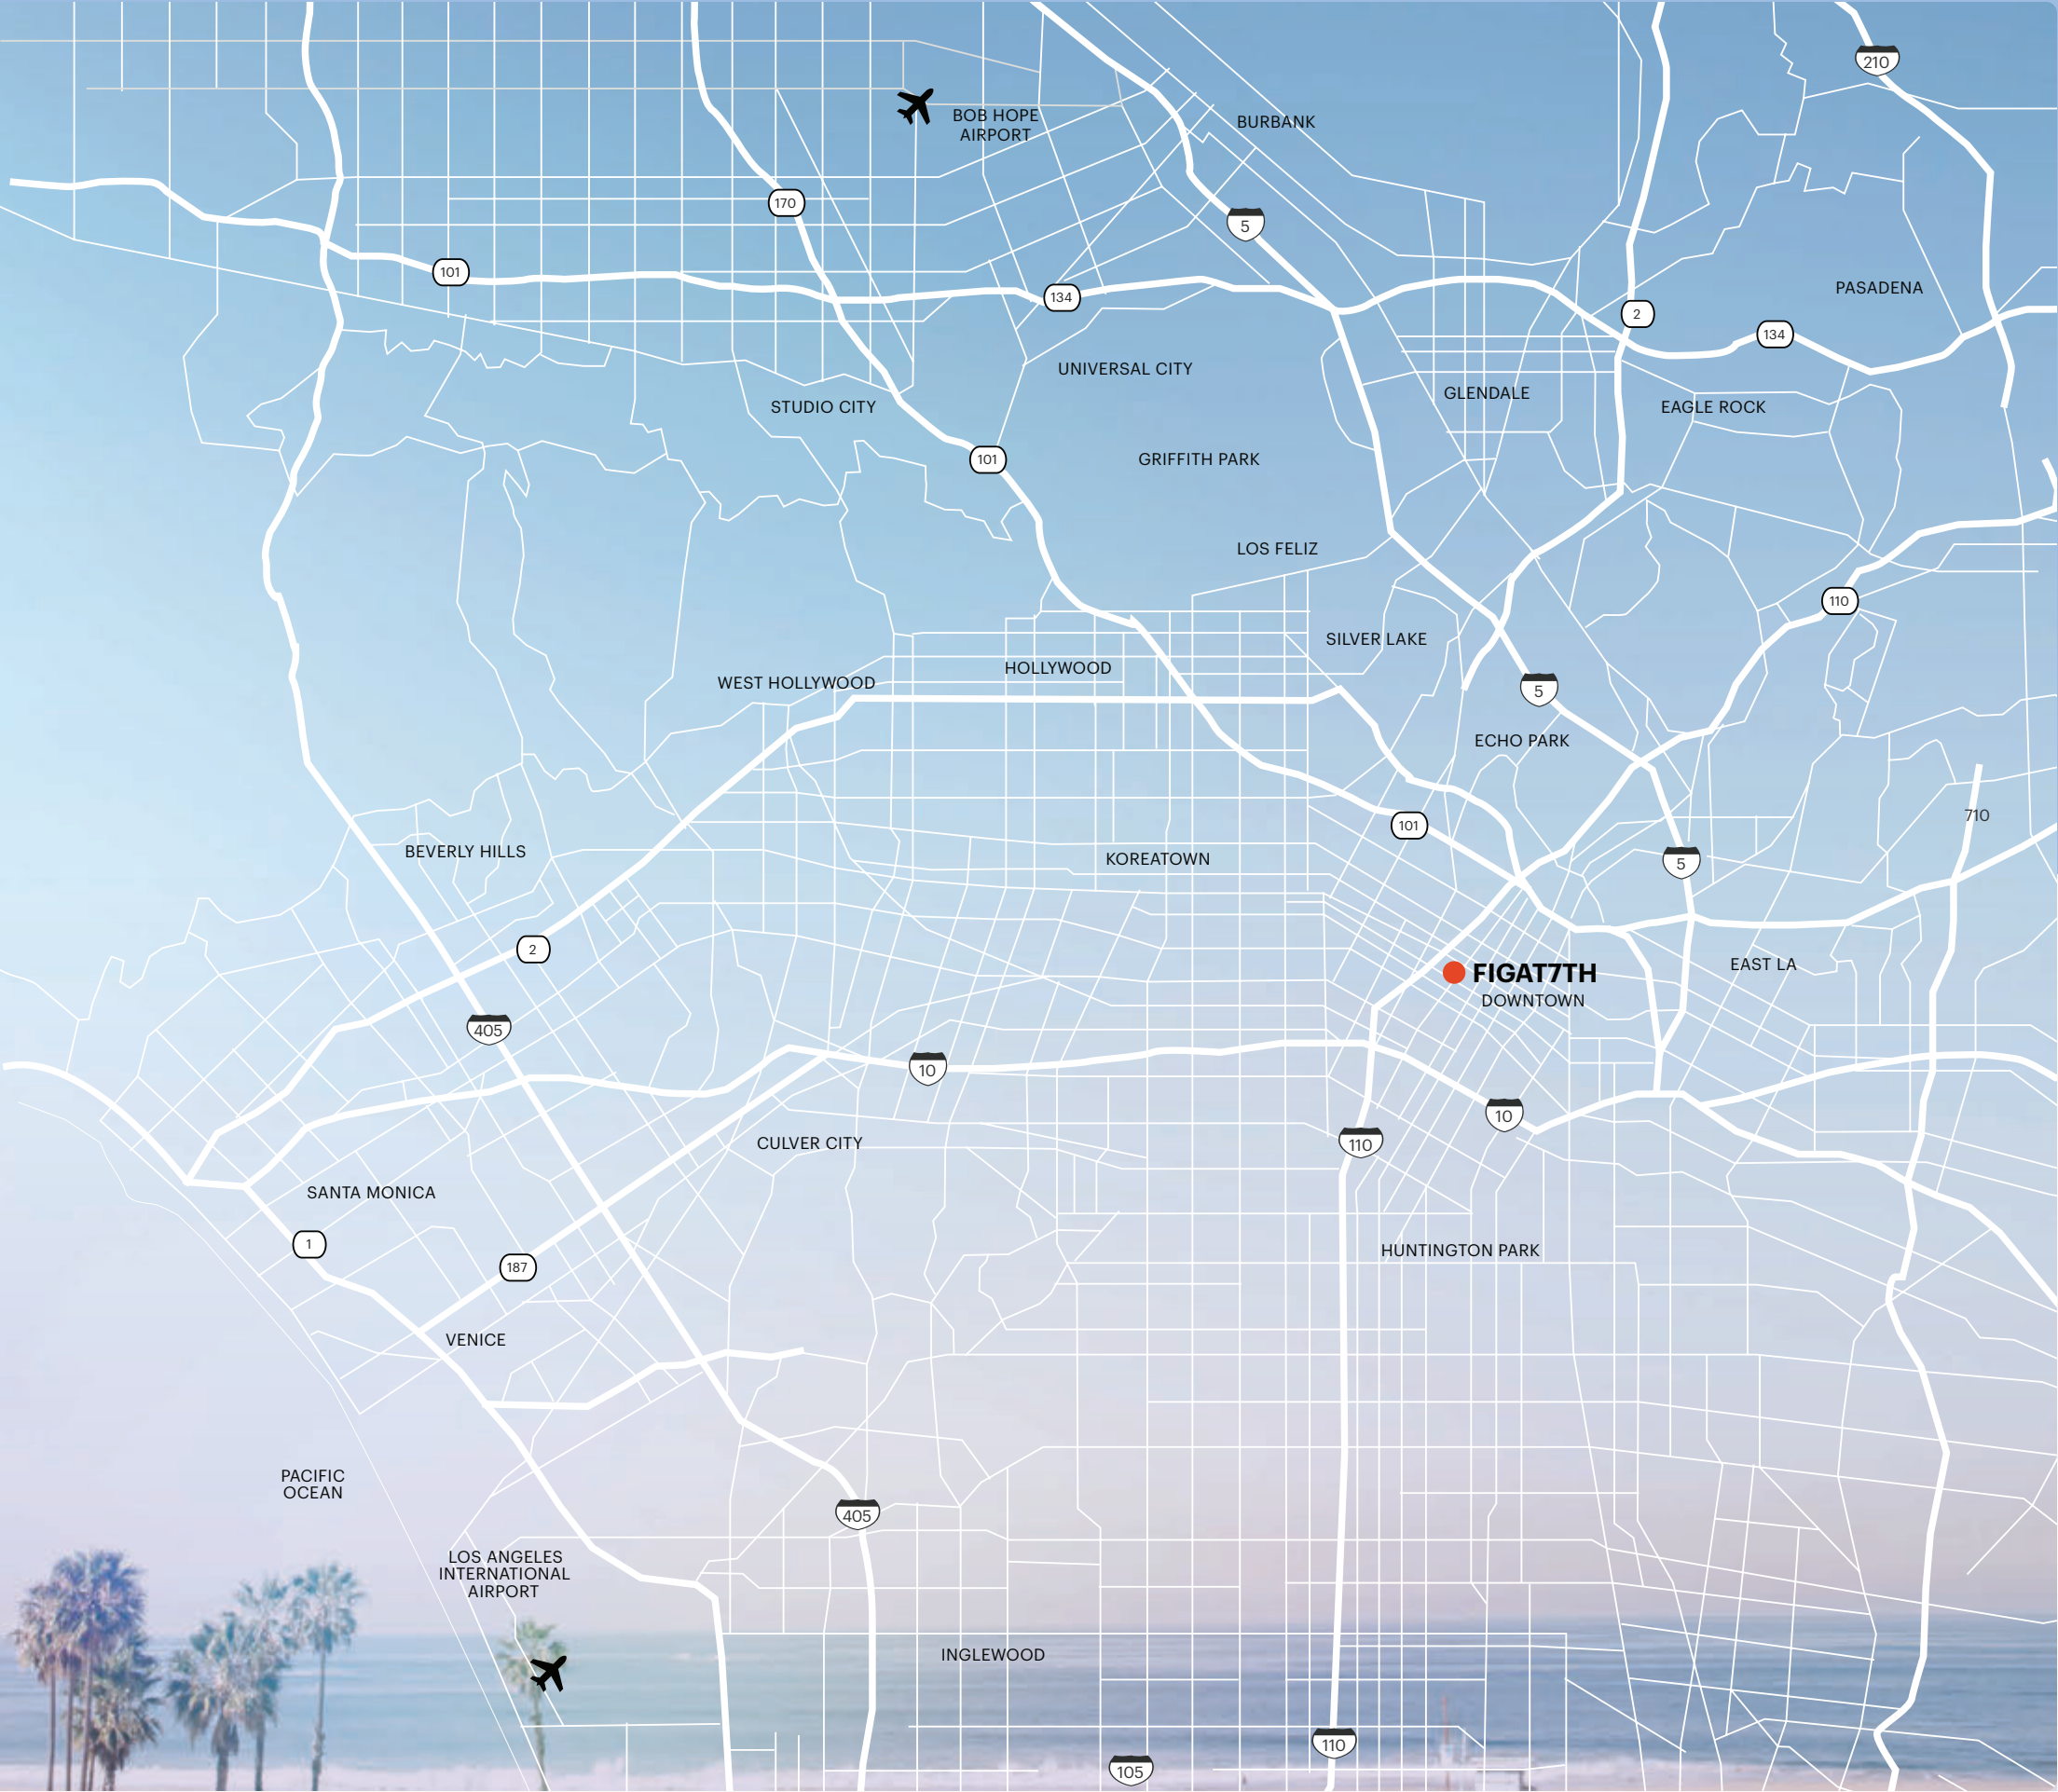 210
BOB HOPE
AIRPORT
BURBANK
170
5
101
134
PASADENA
2
134
UNIVERSAL CITY
GLENDALE
STUDIO CITY
EAGLE ROCK
101
GRIFFITH PARK
LOS FELIZ
110
SILVER LAKE
HOLLYWOOD
WEST HOLLYWOOD
5
ECHO PARK
710
101
BEVERLY HILLS
KOREATOWN
5
2
EAST LA
FIGAT7TH
DOWNTOWN
405
10
10
CULVER CITY
110
SANTA MONICA
1
HUNTINGTON PARK
187
VENICE
PACIFIC
OCEAN
405
LOS ANGELES
INTERNATIONAL
AIRPORT
INGLEWOOD
110
105